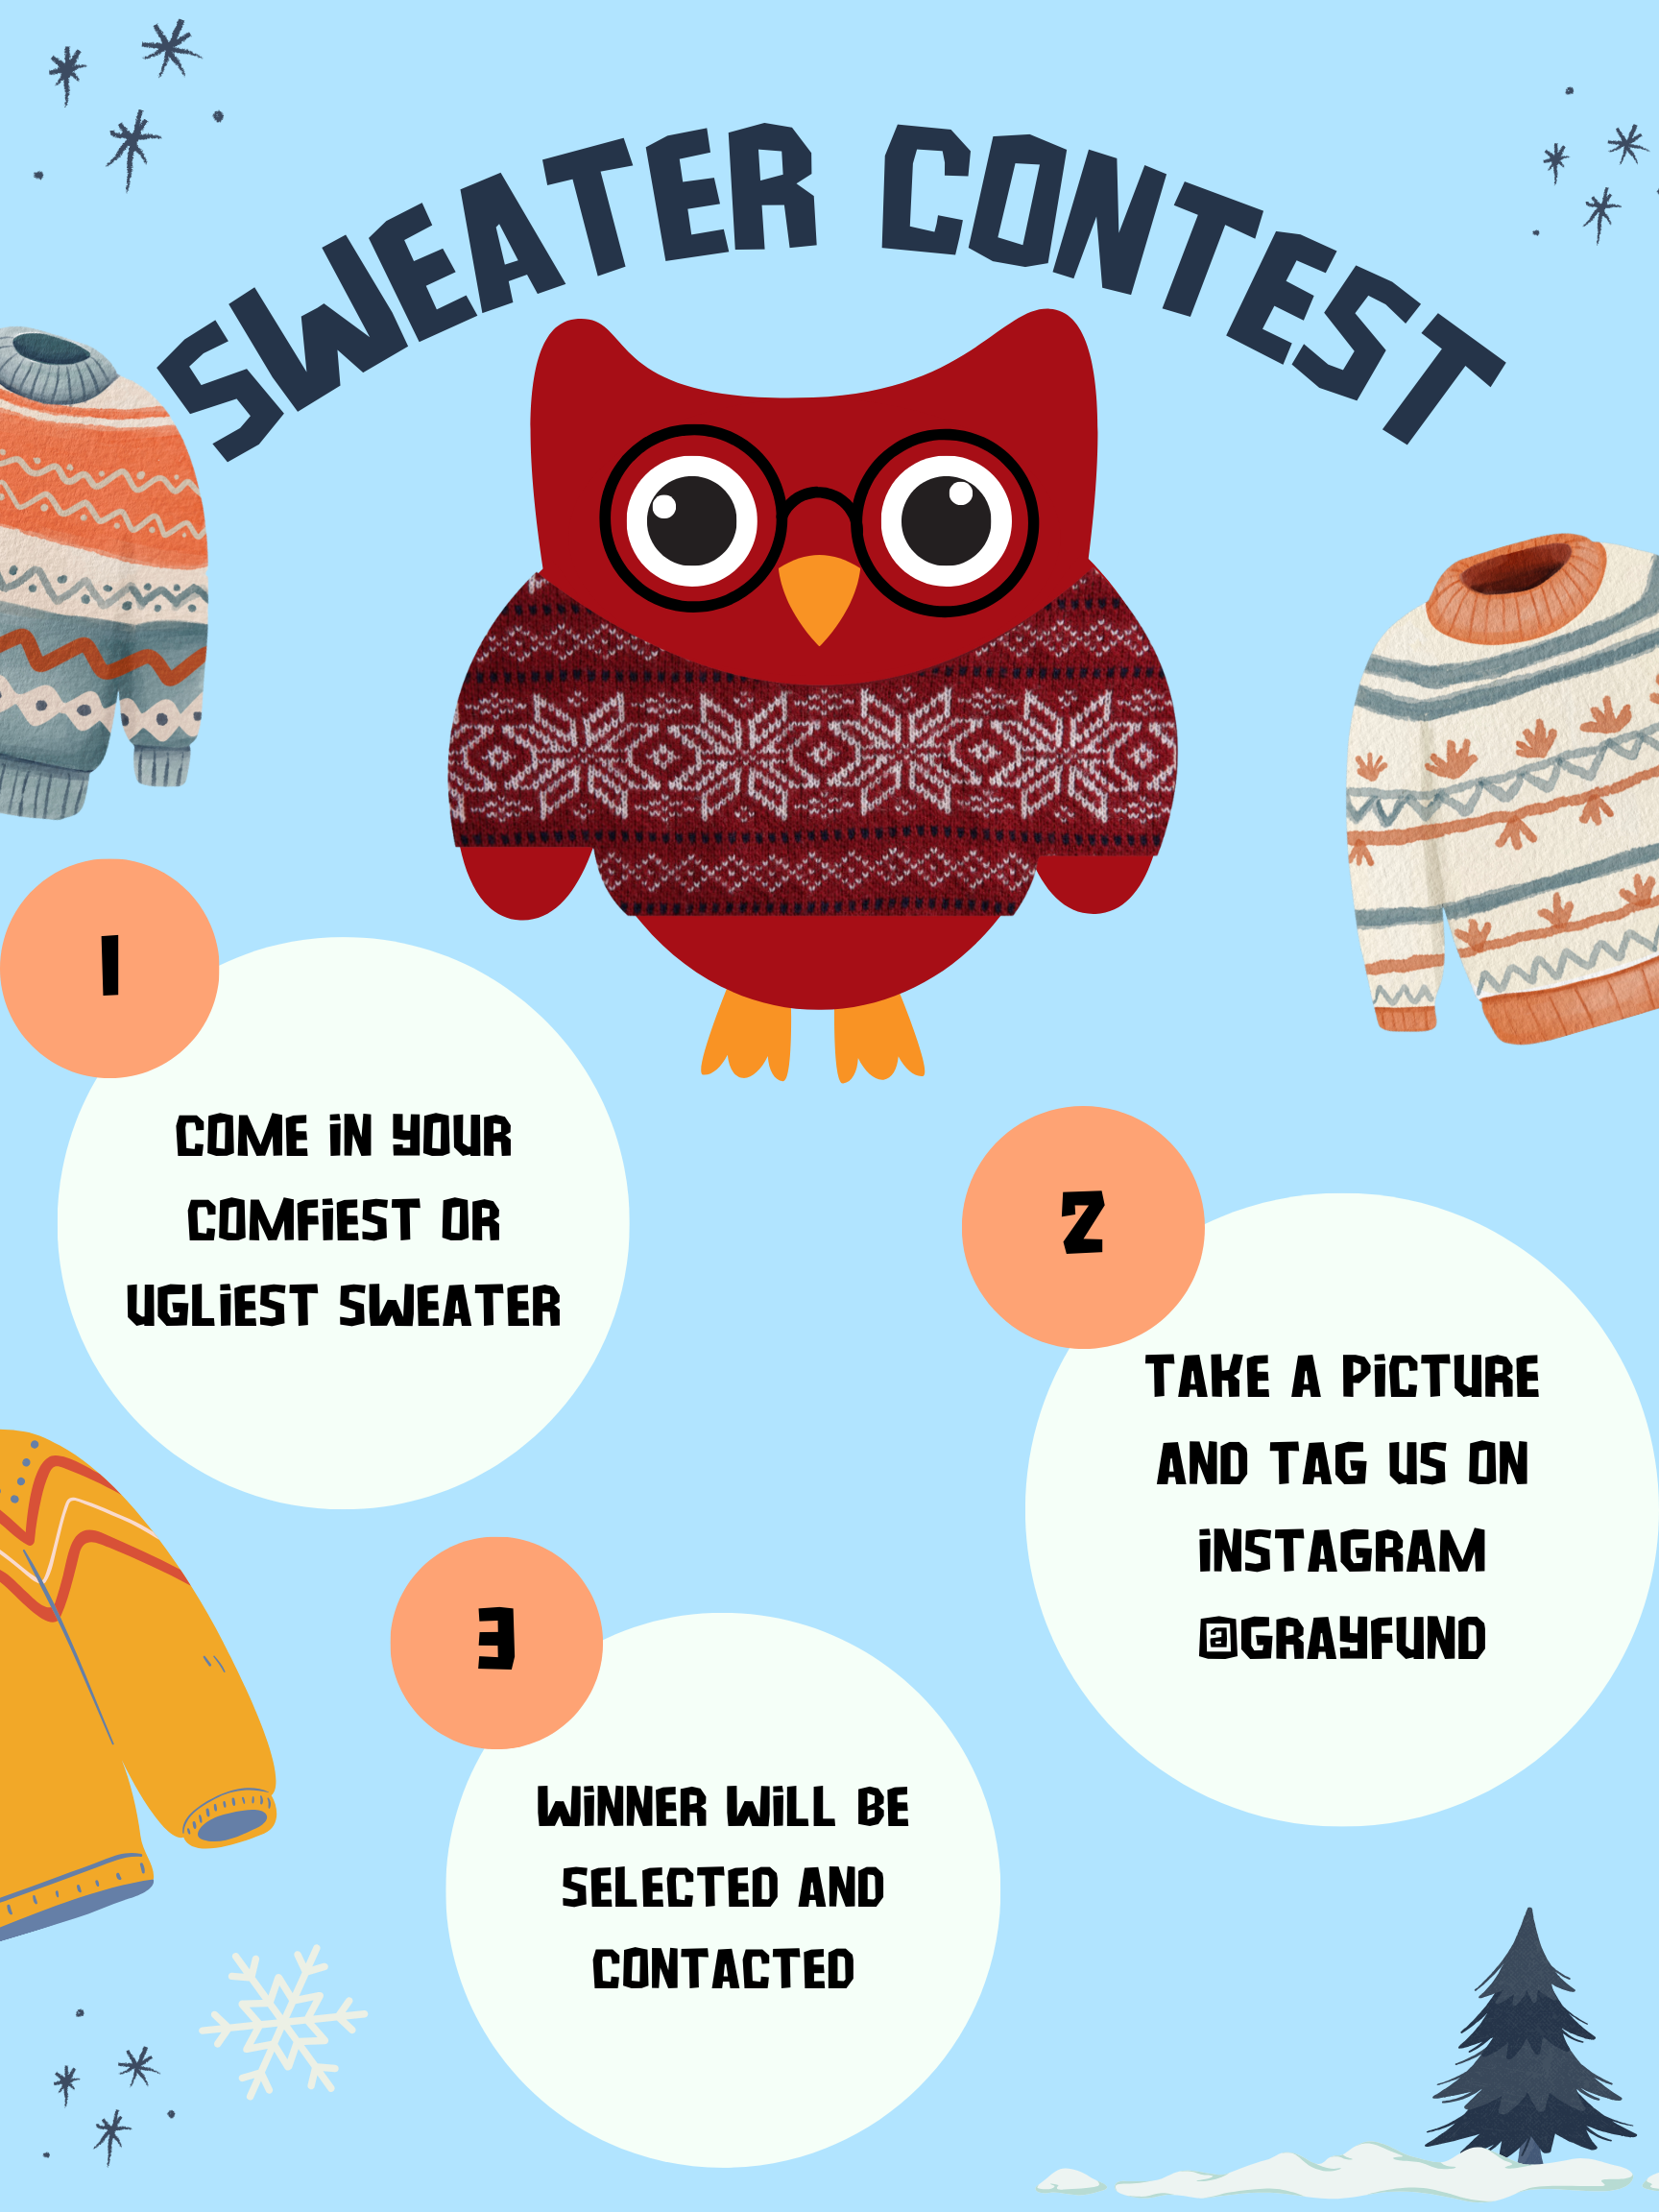 SWEATER CONTEST
1
COME IN YOUR
COMFIEST OR
UGLIEST SWEATER
2
TAKE A PICTURE
AND TAG US ON
INSTAGRAM
@GRAYFUND
3
WINNER WILL BE
SELECTED AND
CONTACTED